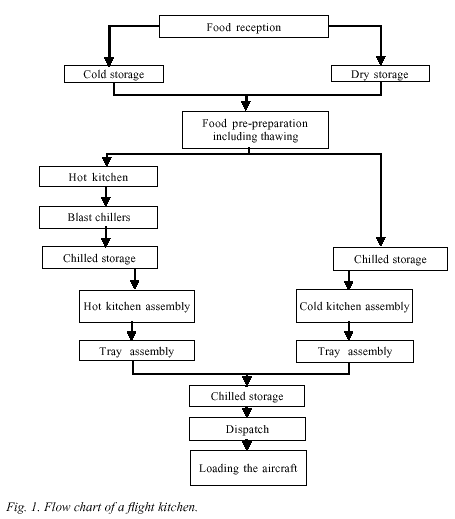 Food reception
Cold storage
Dry storage
Food pre-preparation
including thawing
Hot kitchen
Blast chillers
Chilled storage
Chilled storage
Hot kitchen assembly
Cold kitchen assembly
Tray assembly
Tray assembly
Chilled storage
Dispatch
Loading the aircraft
Fig. 1. Flow chart of a flight kitchen.